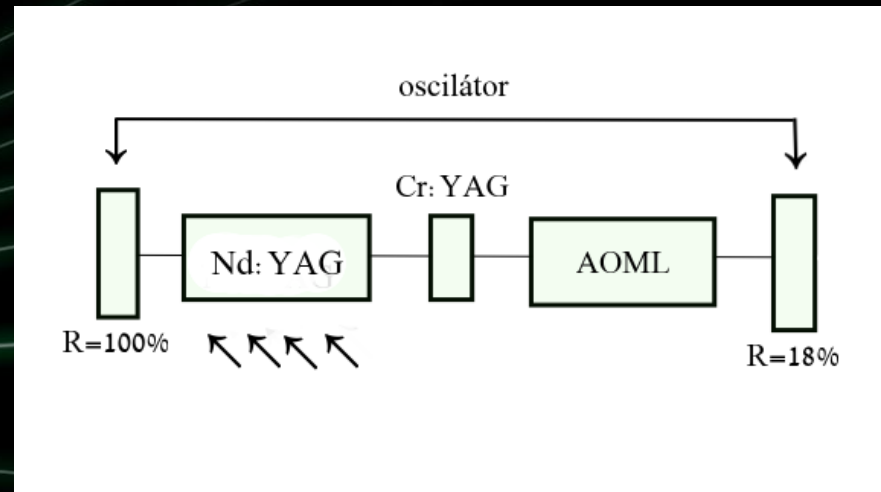 oscilátor
Cr: YAG
Nd: YAG
AOML
R=100%
R=18%